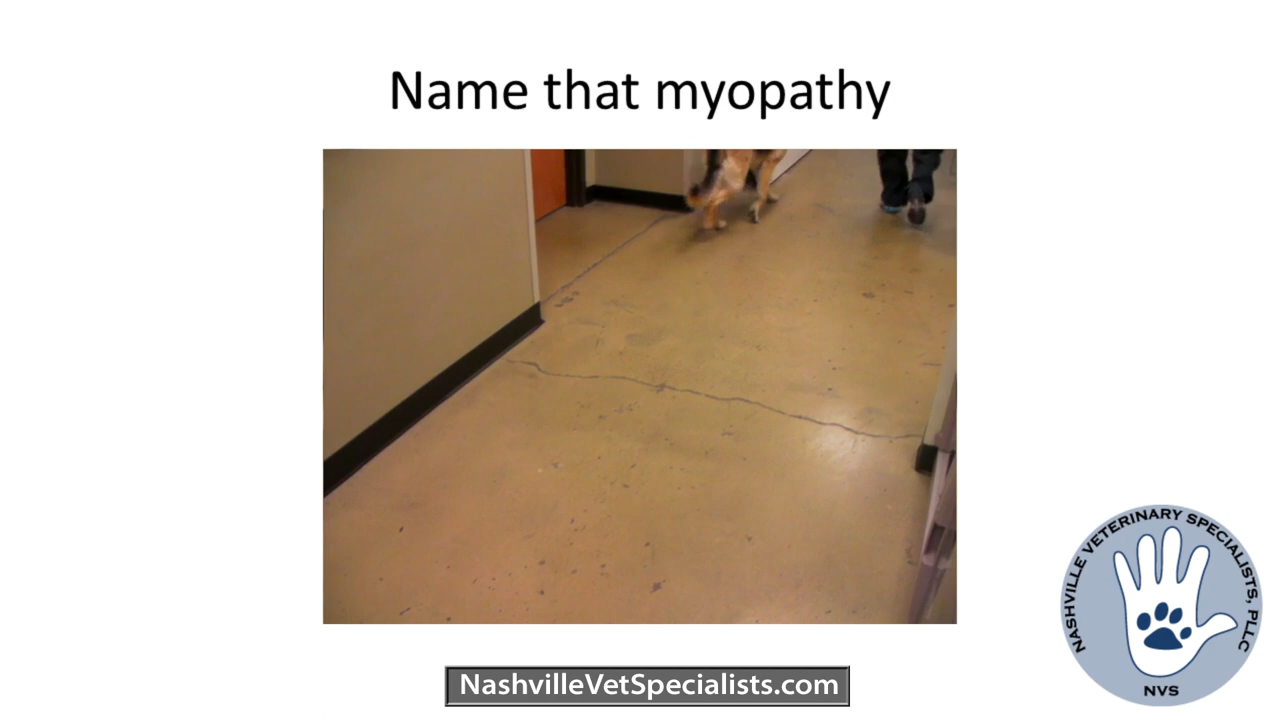 Name that myopathy
NASHVILLE VETERINARY SPECIALISTS, PLLC
NVS
NashvilleVetSpecialists.com